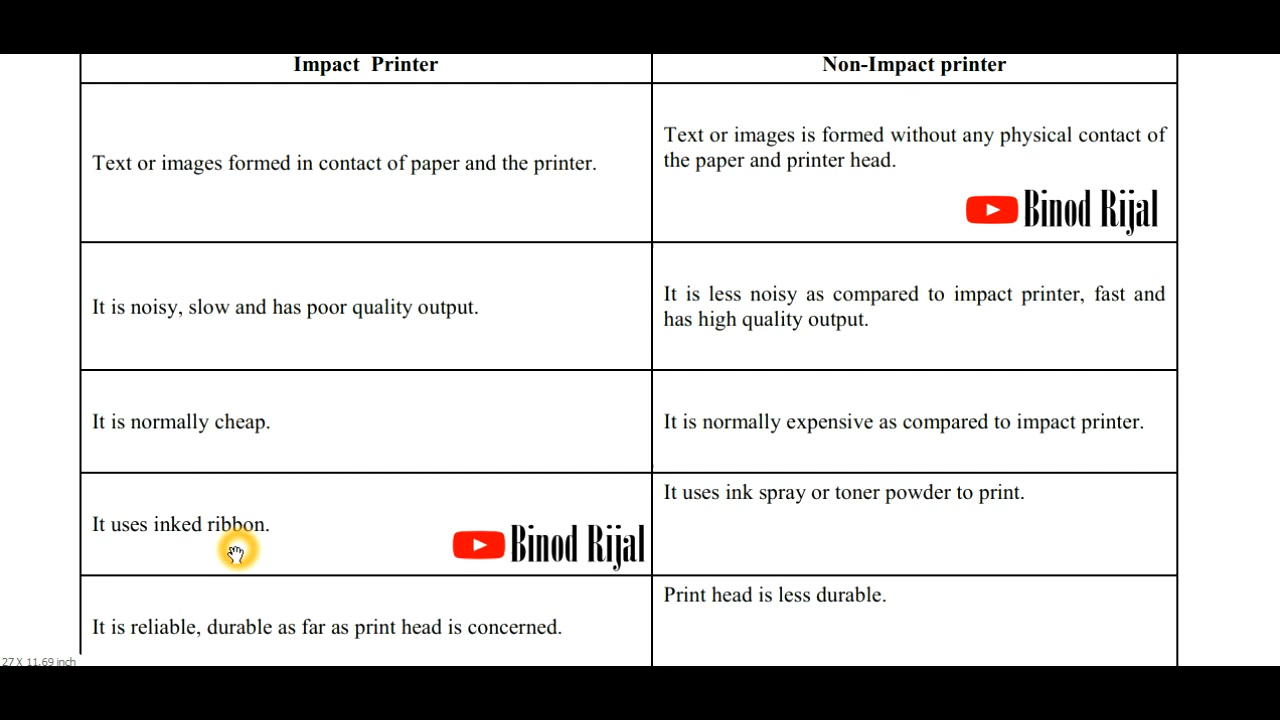 Impact Printer
Non-Impact printer
Text or images formed in contact of paper and the printer.
Text or images is formed without any physical contact of
the paper and printer head.
Binod Rijal
It is noisy, slow and has poor quality output.
It is less noisy as compared to impact printer, fast and
has high quality output.
It is normally cheap.
It is normally expensive as compared to impact printer.
It uses inked ribbon.
Binod Rijal
It uses ink spray or toner powder to print.
It is reliable, durable as far as print head is concerned.
Print head is less durable.
27 X 11.69 inch